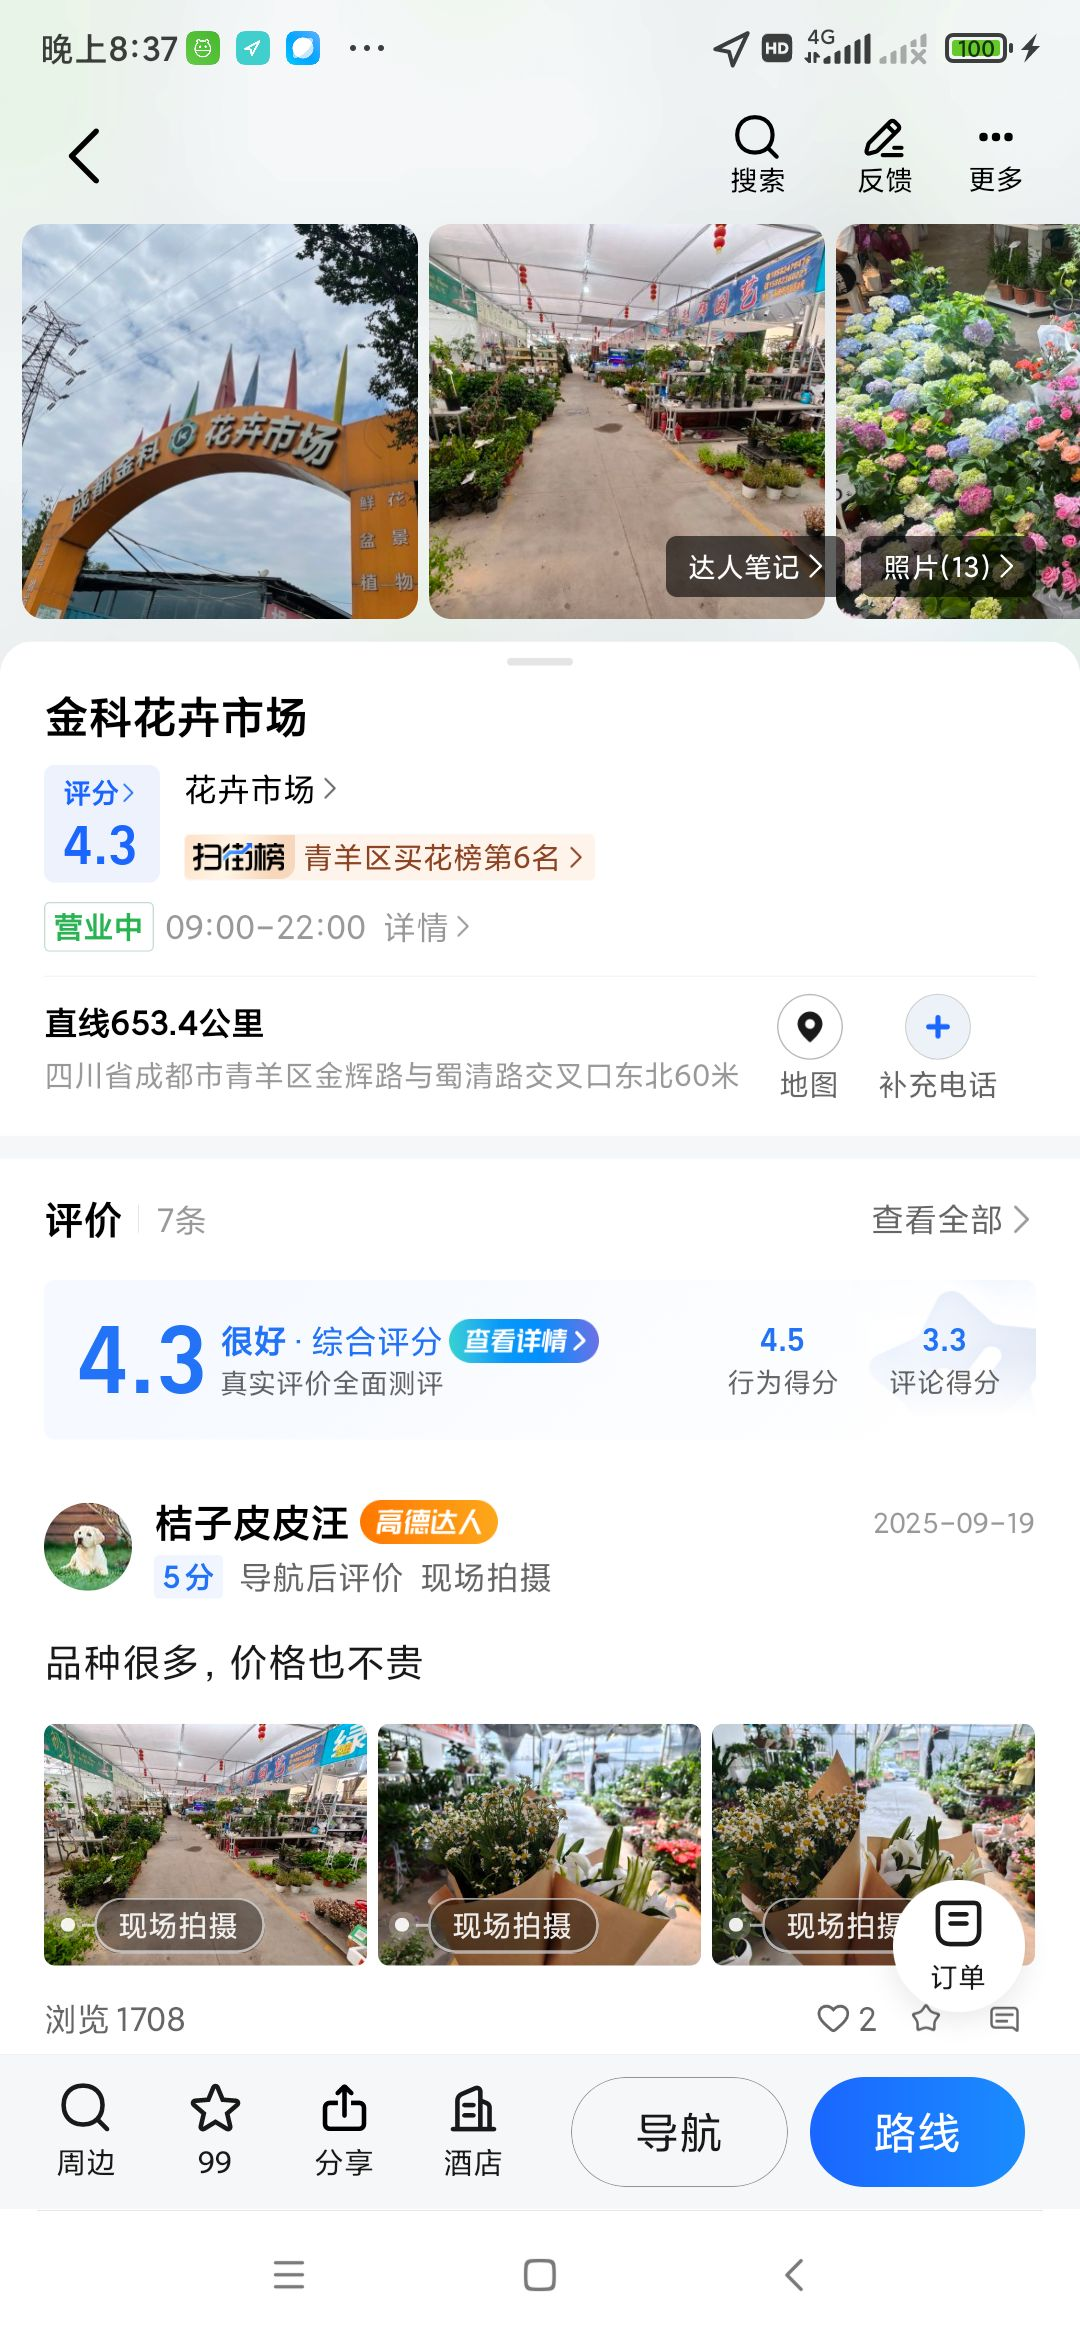 晚上8:37
HD
4G
100
搜索
反馈
更多
成都金科花卉市场
鲜花
盆景
植物
园艺
达人笔记
照片(13)
金科花卉市场
评分
4.3
花卉市场
扫街榜 青羊区买花榜第6名
营业中 09:00-22:00 详情
直线653.4公里
四川省成都市青羊区金辉路与蜀清路交叉口东北60米
地图
补充电话
评价 7条
查看全部
4.3 很好·综合评分 查看详情
真实评价全面测评
4.5
行为得分
3.3
评论得分
桔子皮皮汪 高德达人
2025-09-19
5分 导航后评价 现场拍摄
品种很多,价格也不贵
绿
园艺
现场拍摄
现场拍摄
现场拍摄
订单
浏览1708
2
周边
99
分享
酒店
导航
路线